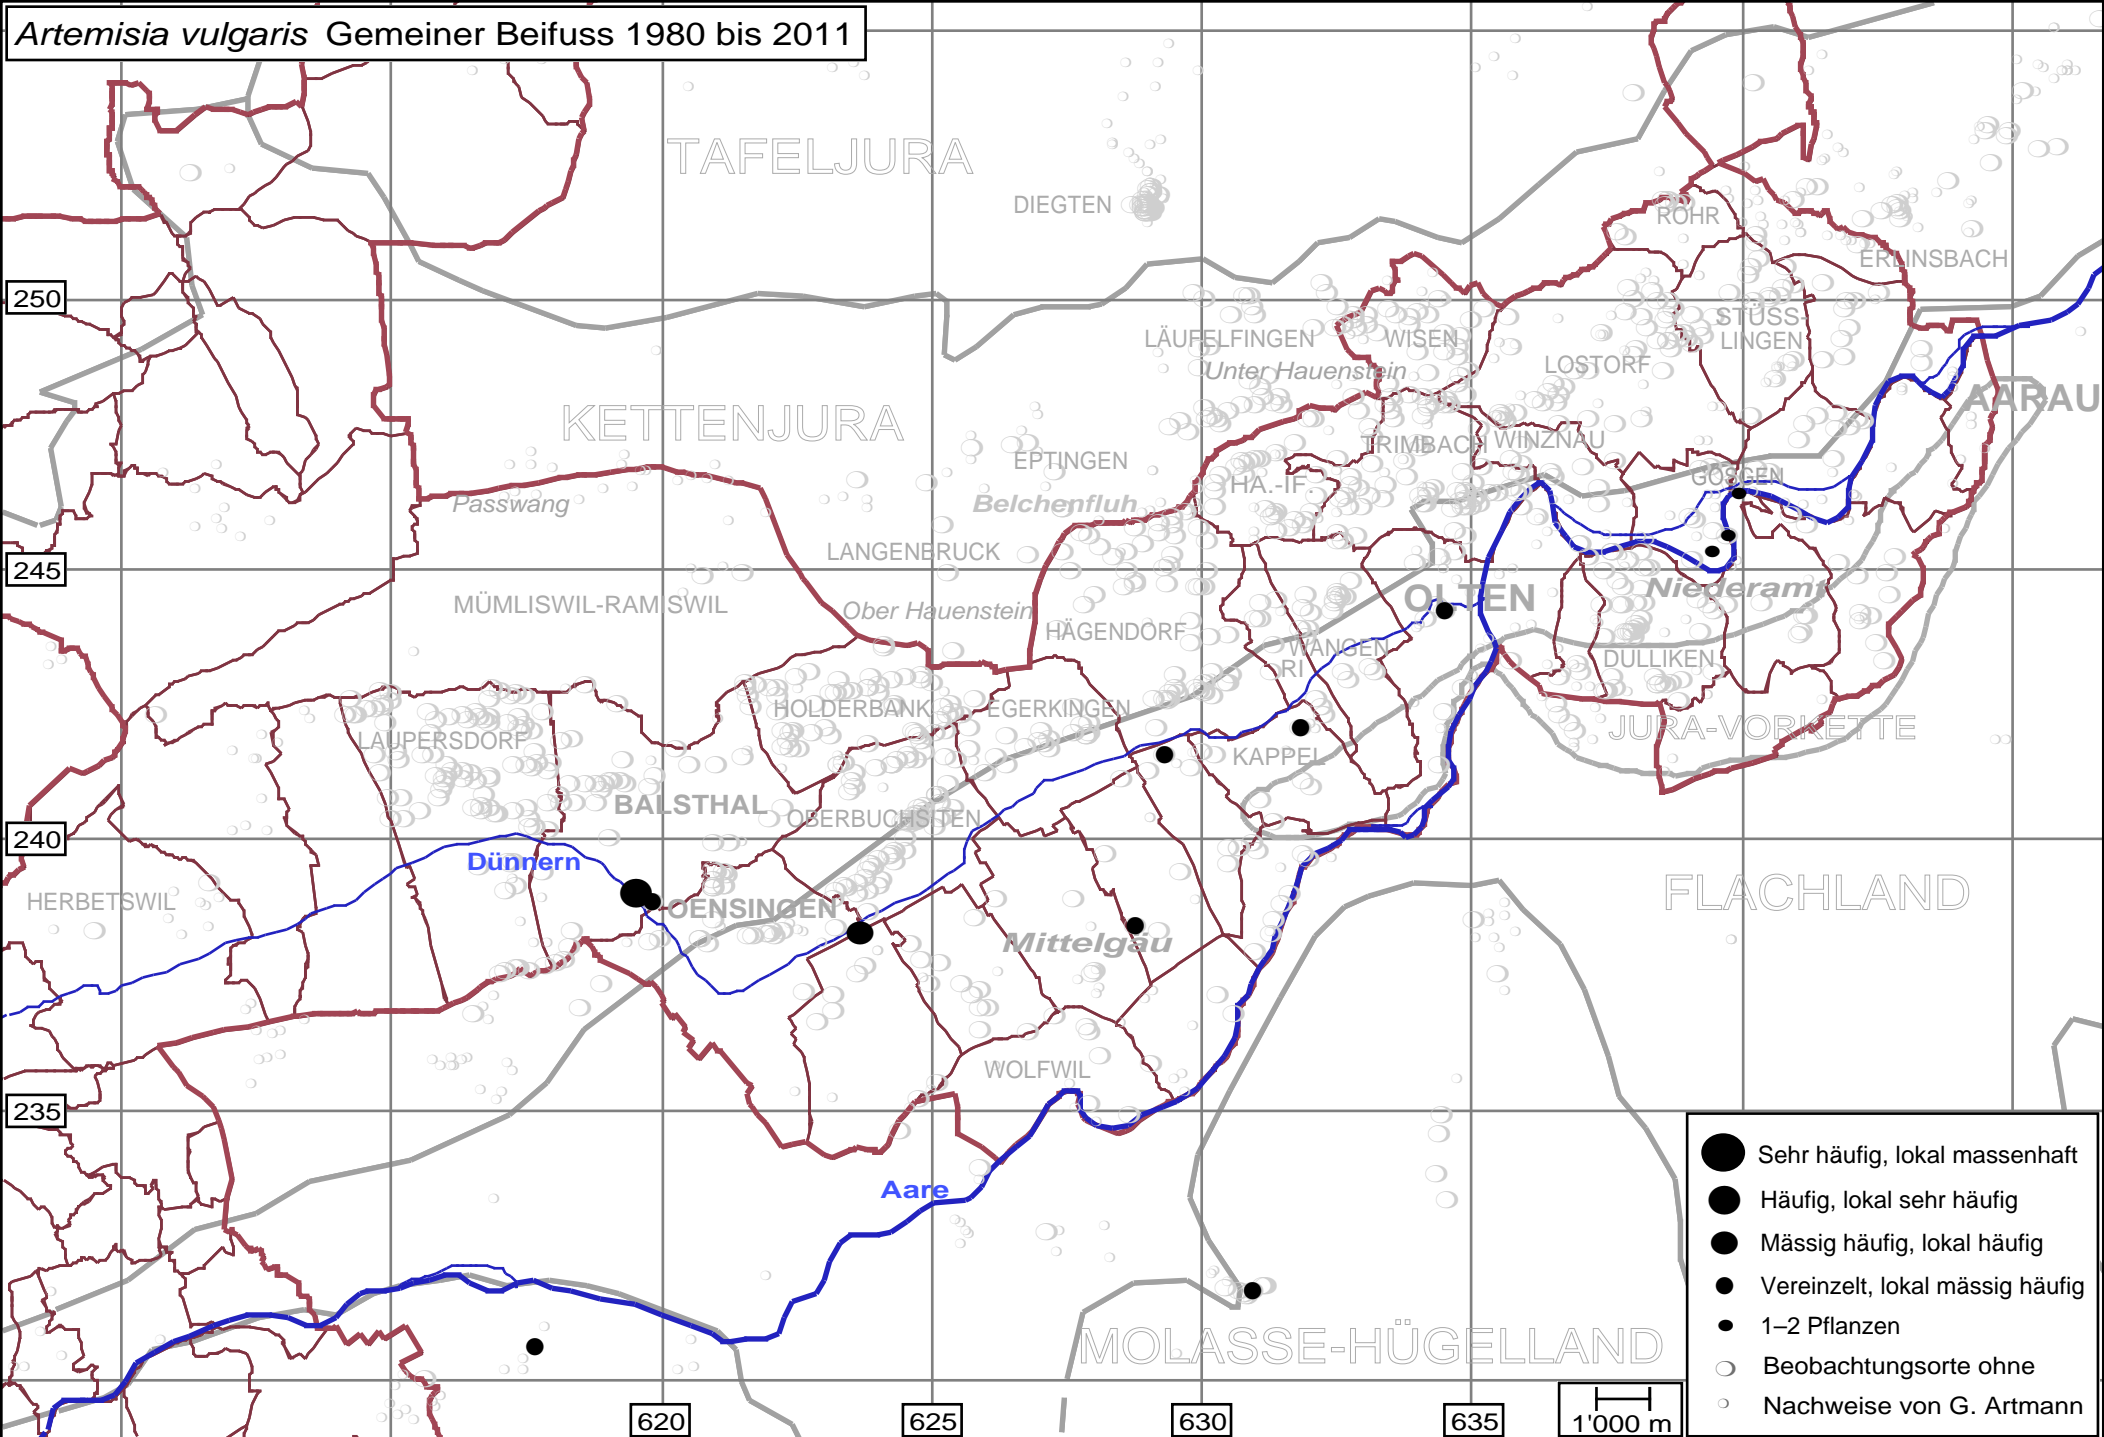 Artemisia vulgaris Gemeiner Beifuss 1980 bis 2011
TAFELJURA
DIEGTEN
ROHR
ERLINSBACH
250
STÜSS-
LINGEN
LÄUFELFINGEN
WISEN
LOSTORF
Unter Hauenstein
AARAU
KETTENJURA
TRIMBACH
WINZNAU
EPTINGEN
GÖSGEN
HA.-IF.
Passwang
Belchenfluh
LANGENBRUCK
245
Niederamt
MÜMLISWIL-RAMISWIL
Ober Hauenstein
OLTEN
HÄGENDORF
WANGEN
RI
DULLIKEN
HOLDERBANK
EGERKINGEN
JURA-VORKETTE
LAUPERSDORF
KAPPEL
BALSTHAL
OBERBUCHSITEN
240
Dünnern
HERBETSWIL
OENSINGEN
FLACHLAND
Mittelgäu
WOLFWIL
235
Aare
MOLASSE-HÜGELLAND
620
625
630
635
1'000 m
Sehr häufig, lokal massenhaft
Häufig, lokal sehr häufig
Mässig häufig, lokal häufig
Vereinzelt, lokal mässig häufig
1–2 Pflanzen
Beobachtungsorte ohne
Nachweise von G. Artmann